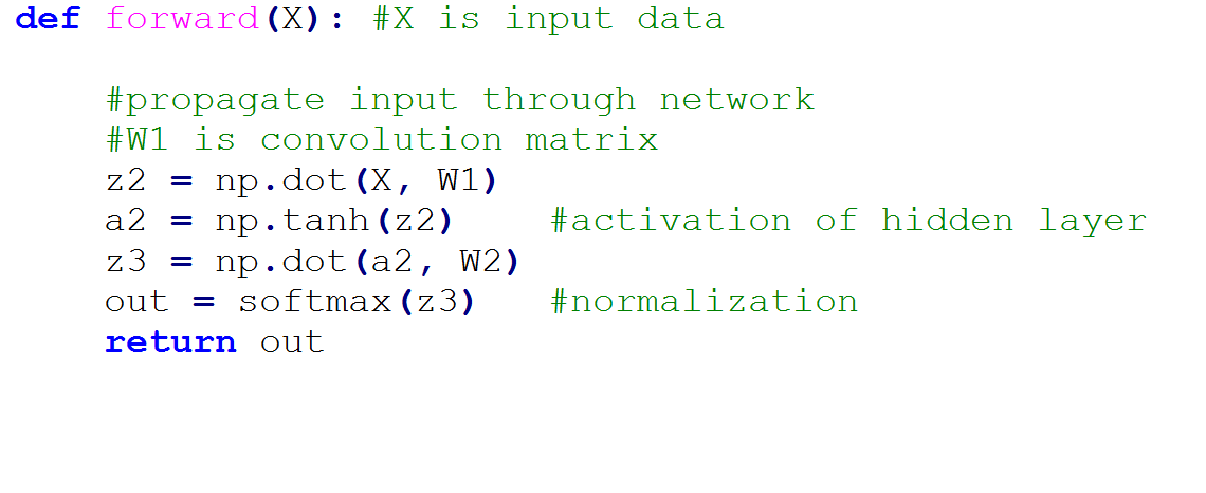 def forward(X): #X is input data
#propagate input through network
#W1 is convolution matrix
z2 = np.dot(X, W1)
a2 = np.tanh(z2) #activation of hidden layer
z3 = np.dot(a2, W2)
out = softmax(z3) #normalization
return out